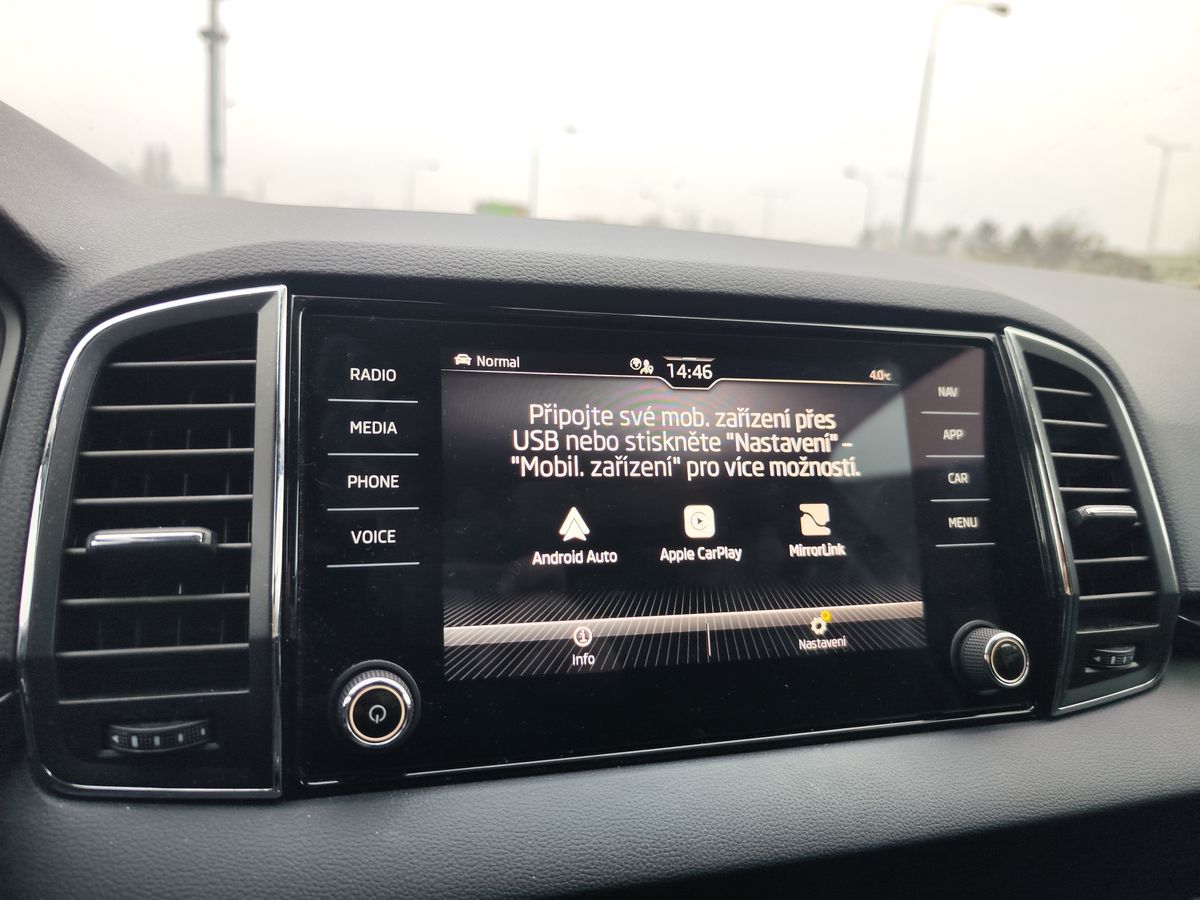 Normal
14:46
4.0°C
RADIO
MEDIA
PHONE
VOICE
Připojte své mob. zařízení přes
USB nebo stiskněte "Nastavení" –
"Mobil. zařízení" pro více možností.
Android Auto
Apple CarPlay
MirrorLink
Info
Nastavení
NAV
APP
CAR
MENU